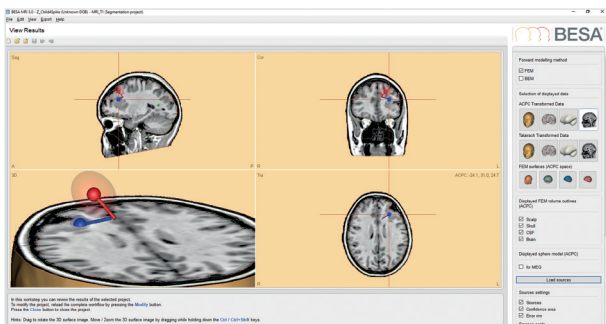 BESA MRI 3.0 - Z_Child4Spike (Unknown DOB) - MRI_T1 (Segmentation project)
File Edit View Export Help
View Results
BESA
Sag
Cor
A
P R
L
3D
Tra
ACPC -24.1, 31.0, 24.7
R
L
Forward modelling method
FEM
BEM
Selection of displayed data
ACPC Transformed Data
Talairach Transformed Data
FEM surfaces (ACPC space)
Displayed FEM volume outlines
(ACPC)
Scalp
Skull
CSF
Brain
Displayed sphere model (ACPC)
for MEG
Load sources
Sources settings
Sources
Confidence area
Error rim
In this workstep you can review the results of the selected project.
To modify the project, reload the complete workflow by pressing the Modify button.
Press the Close button to close the project.
Hints: Drag to rotate the 3D surface image. Move / Zoom the 3D surface image by dragging while holding down the Ctrl / Ctrl+Shift keys.